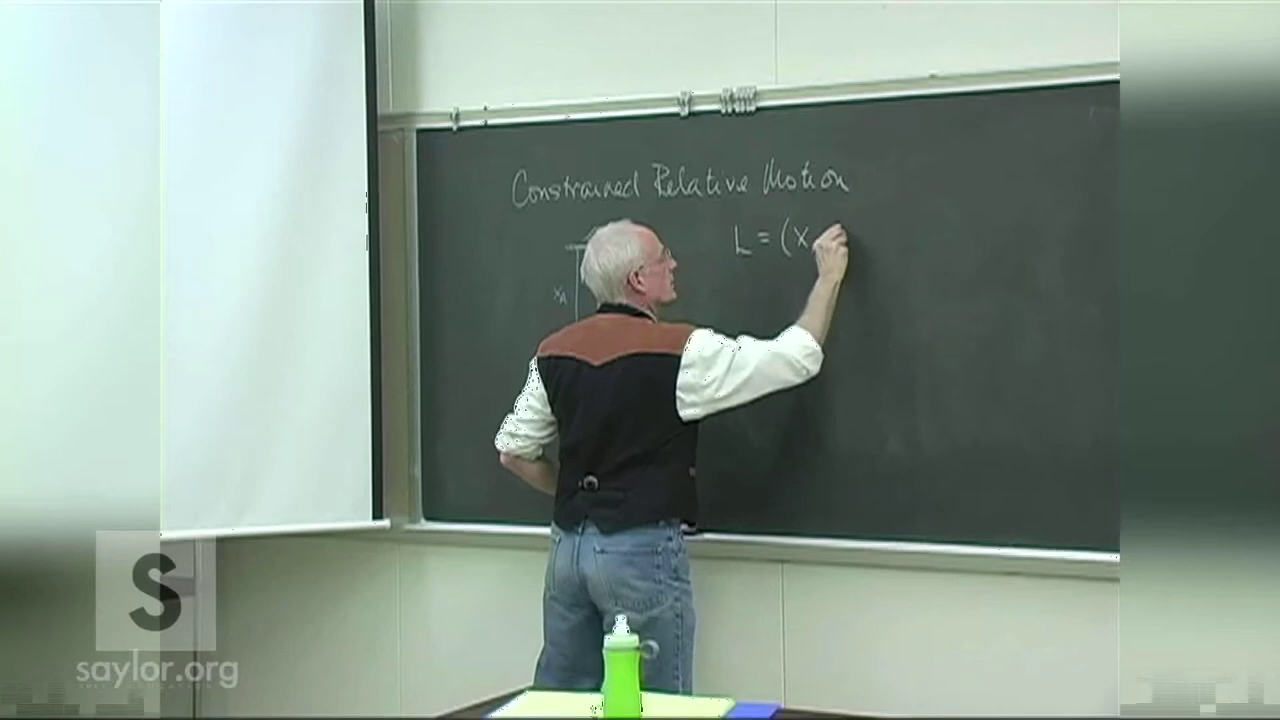 Constrained Relative Motion
L = (x
xA
S
saylor.org